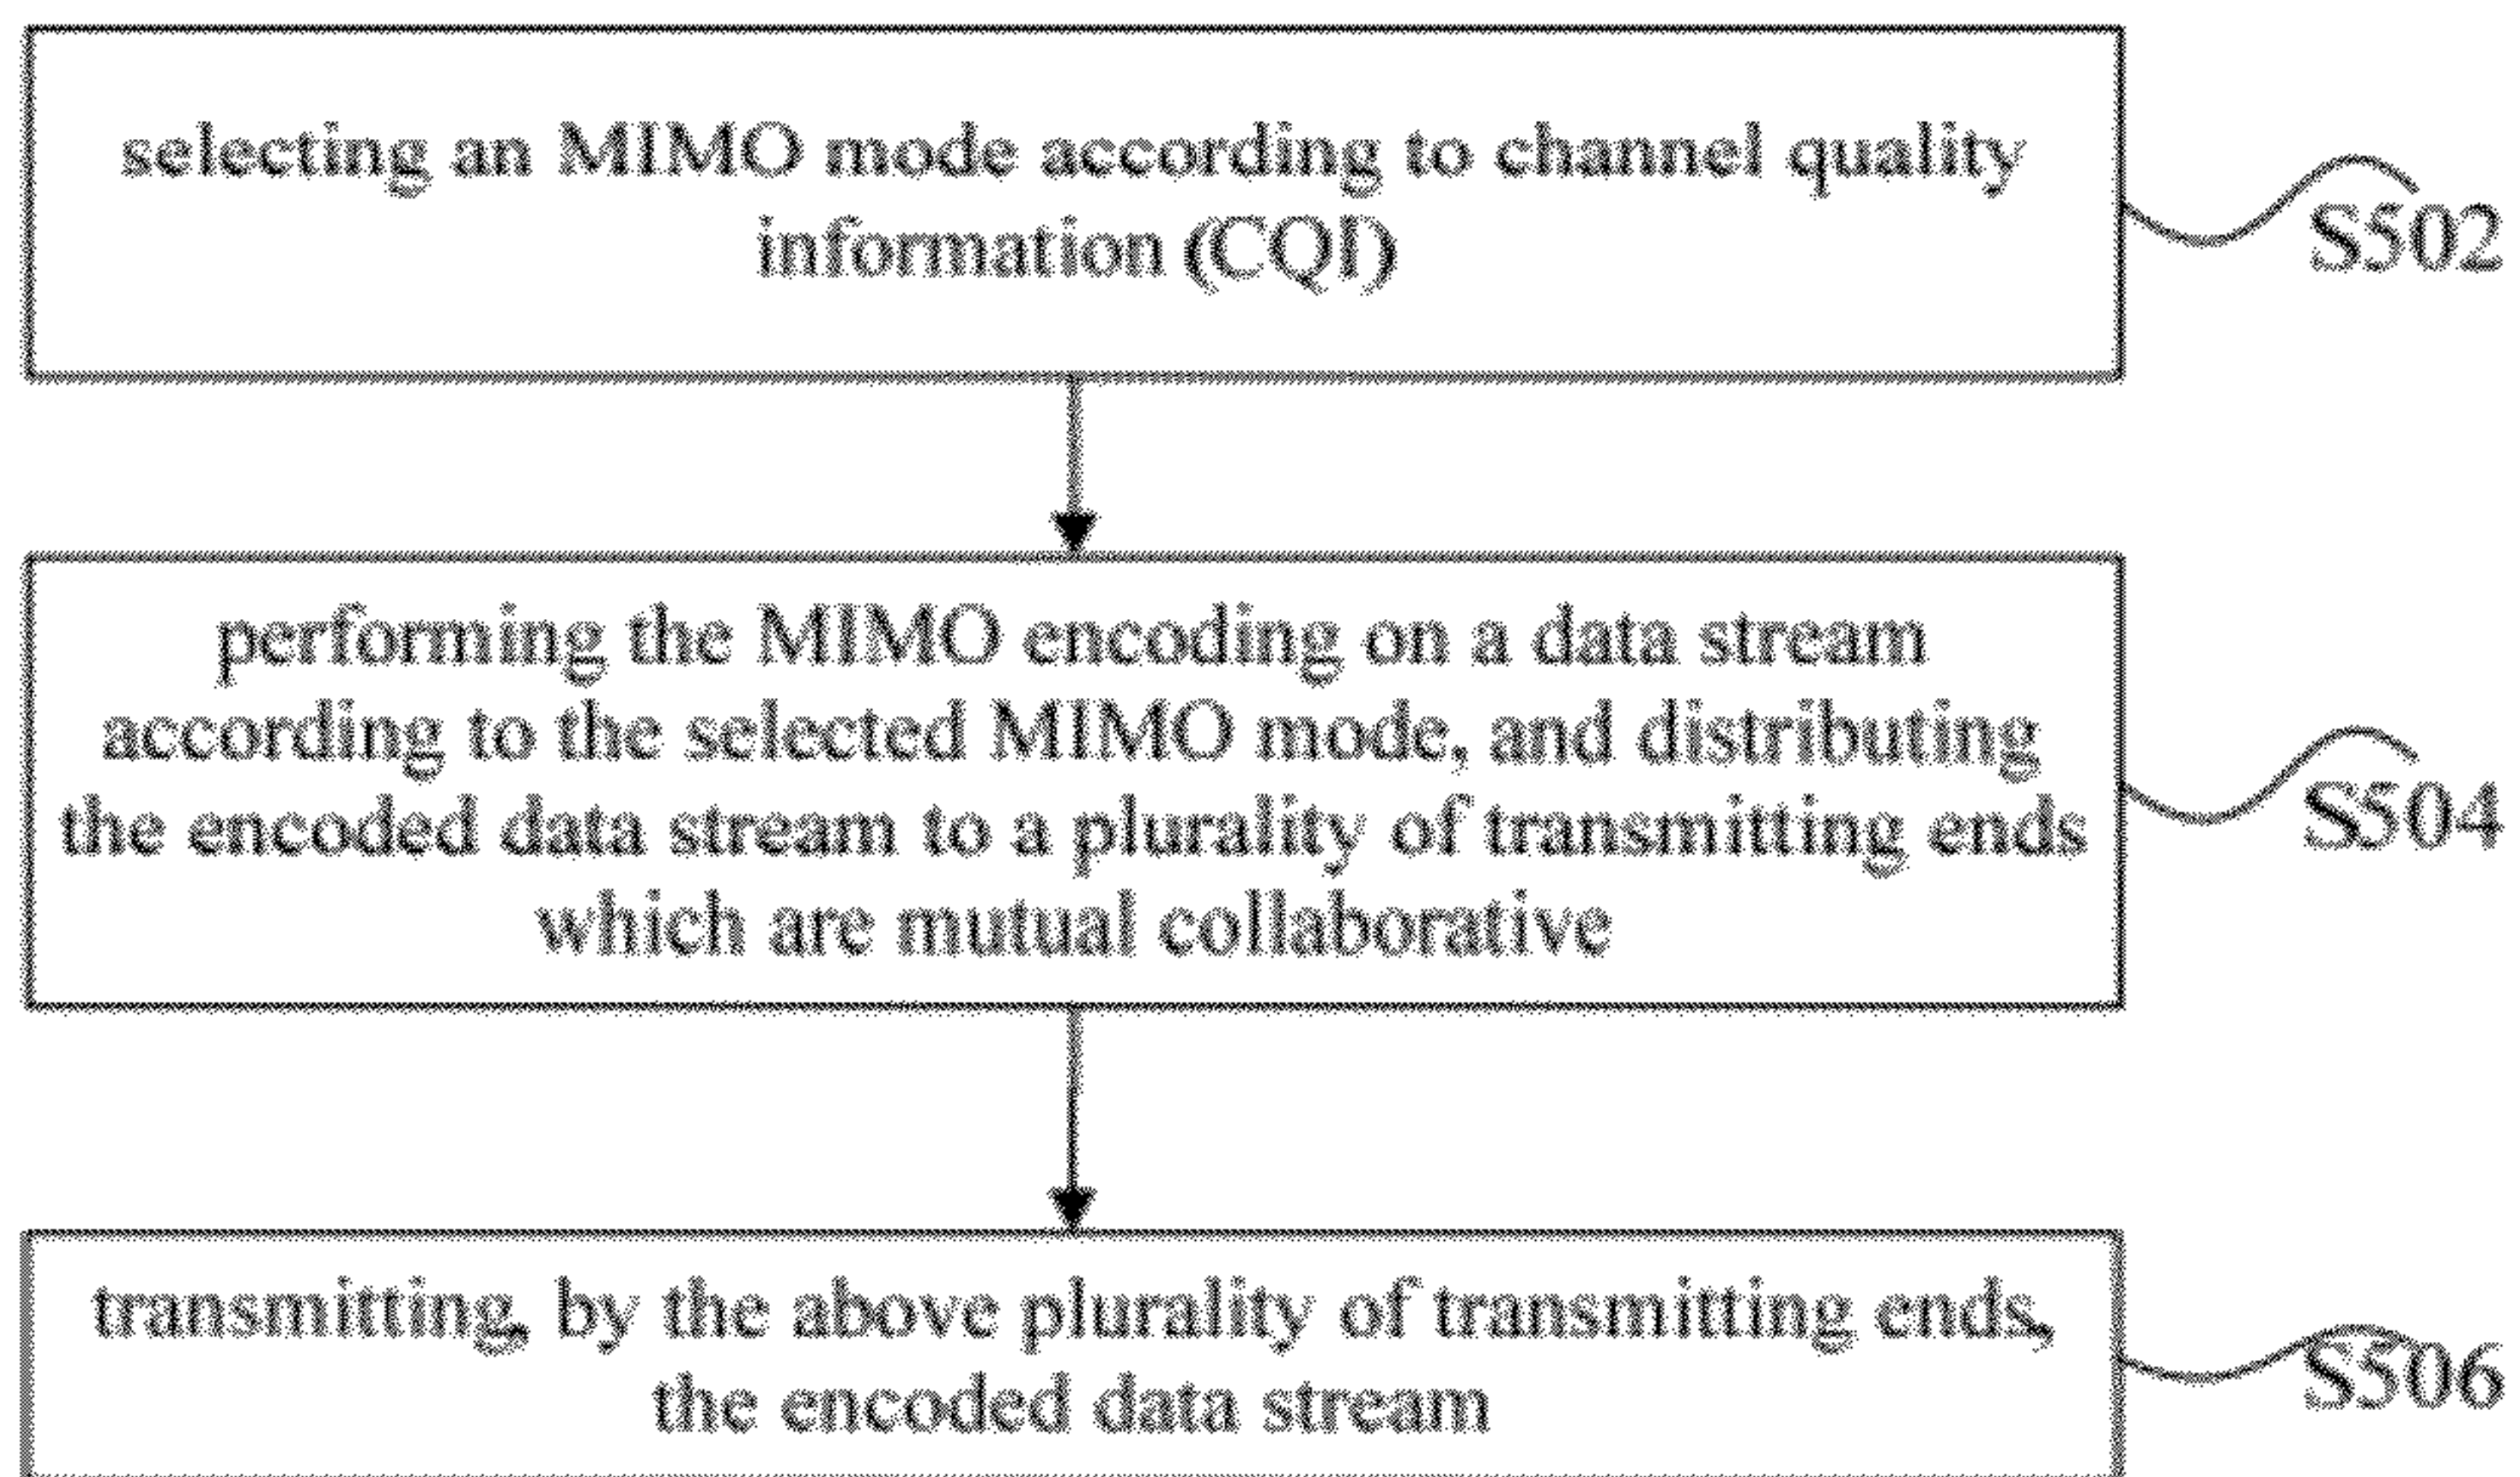 selecting an MIMO mode according to channel quality
information (CQI)
S502
performing the MIMO encoding on a data stream
according to the selected MIMO mode, and distributing
the encoded data stream to a plurality of transmitting ends
which are mutual collaborative
S504
transmitting, by the above plurality of transmitting ends,
the encoded data stream
S506